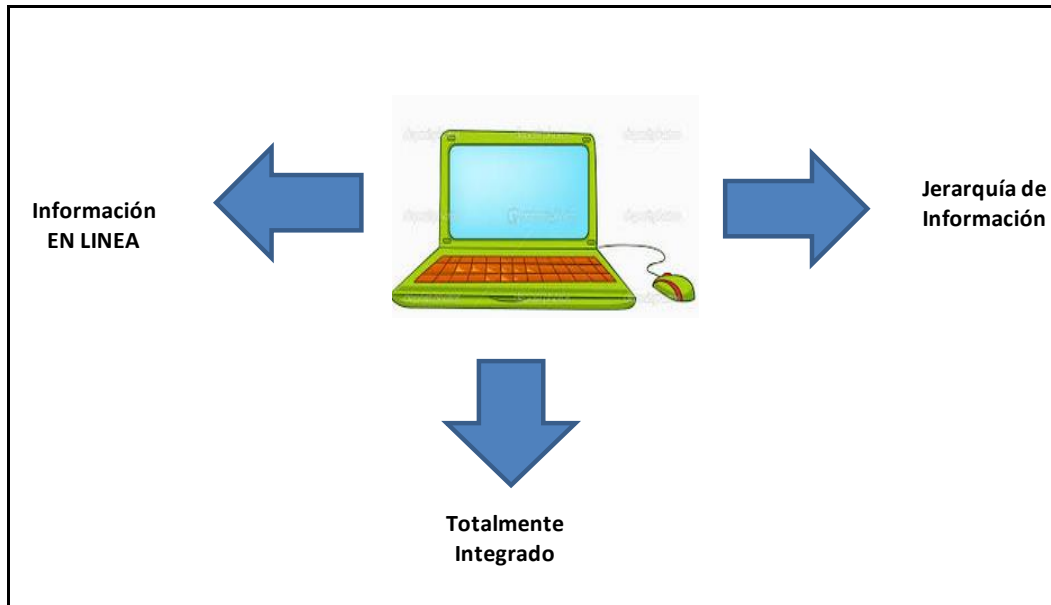 Información
EN LINEA
Jerarquía de
Información
Totalmente
Integrado